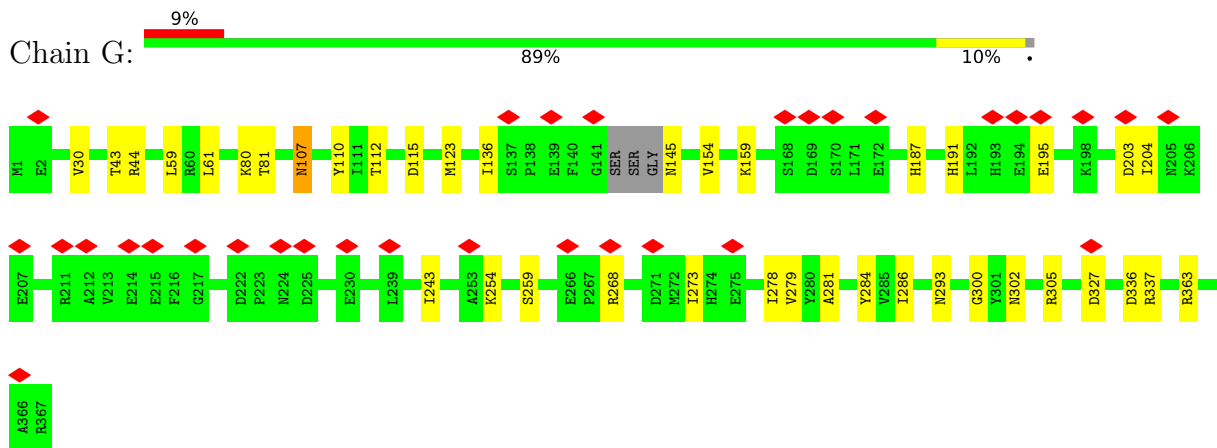 9%
Chain G:
89% 10% •
M1 E2 V30 T43 R44 L59 R60 L61 K80 T81 N107 Y110 I111 T112 D115 M123 I136 S137 P138 E139 F140 G141 SER SER GLY N145 V154 K159 S168 D169 S170 L171 E172 H187 H191 L192 H193 E194 E195 K198 D203 I204 N205 K206
E207 R211 A212 V213 E214 E215 F216 G217 D222 P223 N224 D225 E230 L239 I243 A253 K254 S259 E266 P267 R268 D271 M272 I273 H274 E275 I278 V279 Y280 A281 Y284 V285 I286 N293 G300 Y301 N302 R305 D327 D336 R337 R363
A366 R367